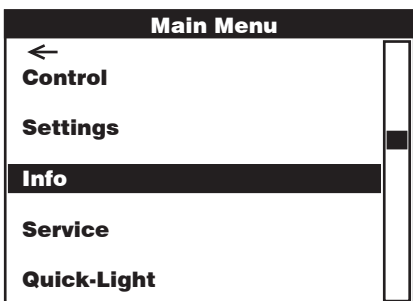 Main Menu
←
Control
Settings
Info
Service
Quick-Light